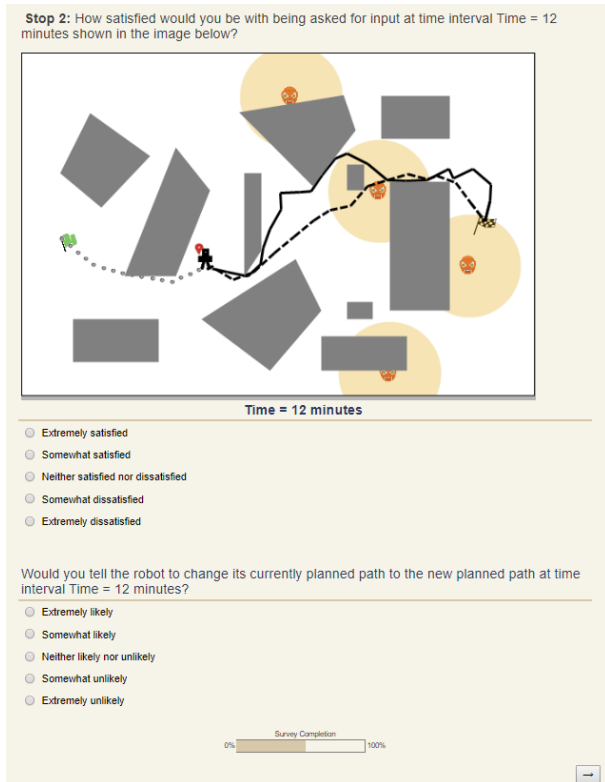 Stop 2: How satisfied would you be with being asked for input at time interval Time = 12
minutes shown in the image below?
Time = 12 minutes
Extremely satisfied
Somewhat satisfied
Neither satisfied nor dissatisfied
Somewhat dissatisfied
Extremely dissatisfied
Would you tell the robot to change its currently planned path to the new planned path at time
interval Time = 12 minutes?
Extremely likely
Somewhat likely
Neither likely nor unlikely
Somewhat unlikely
Extremely unlikely
Survey Completion
0% 100%